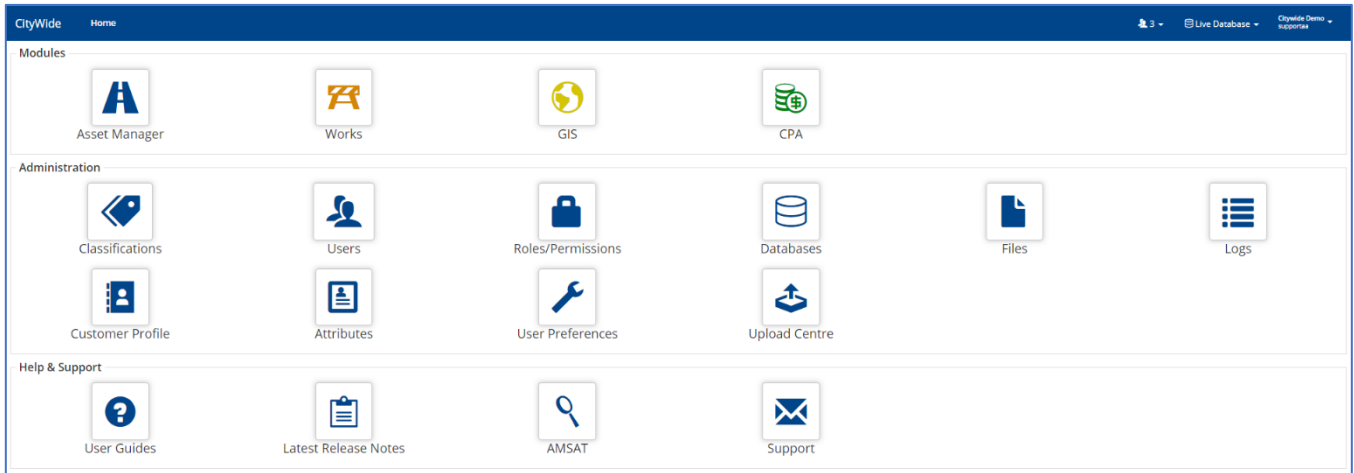 CityWide Home 3 Live Database Citywide Demo
supportaa
Modules
Asset Manager Works GIS CPA
Administration
Classifications Users Roles/Permissions Databases Files Logs
Customer Profile Attributes User Preferences Upload Centre
Help & Support
User Guides Latest Release Notes AMSAT Support